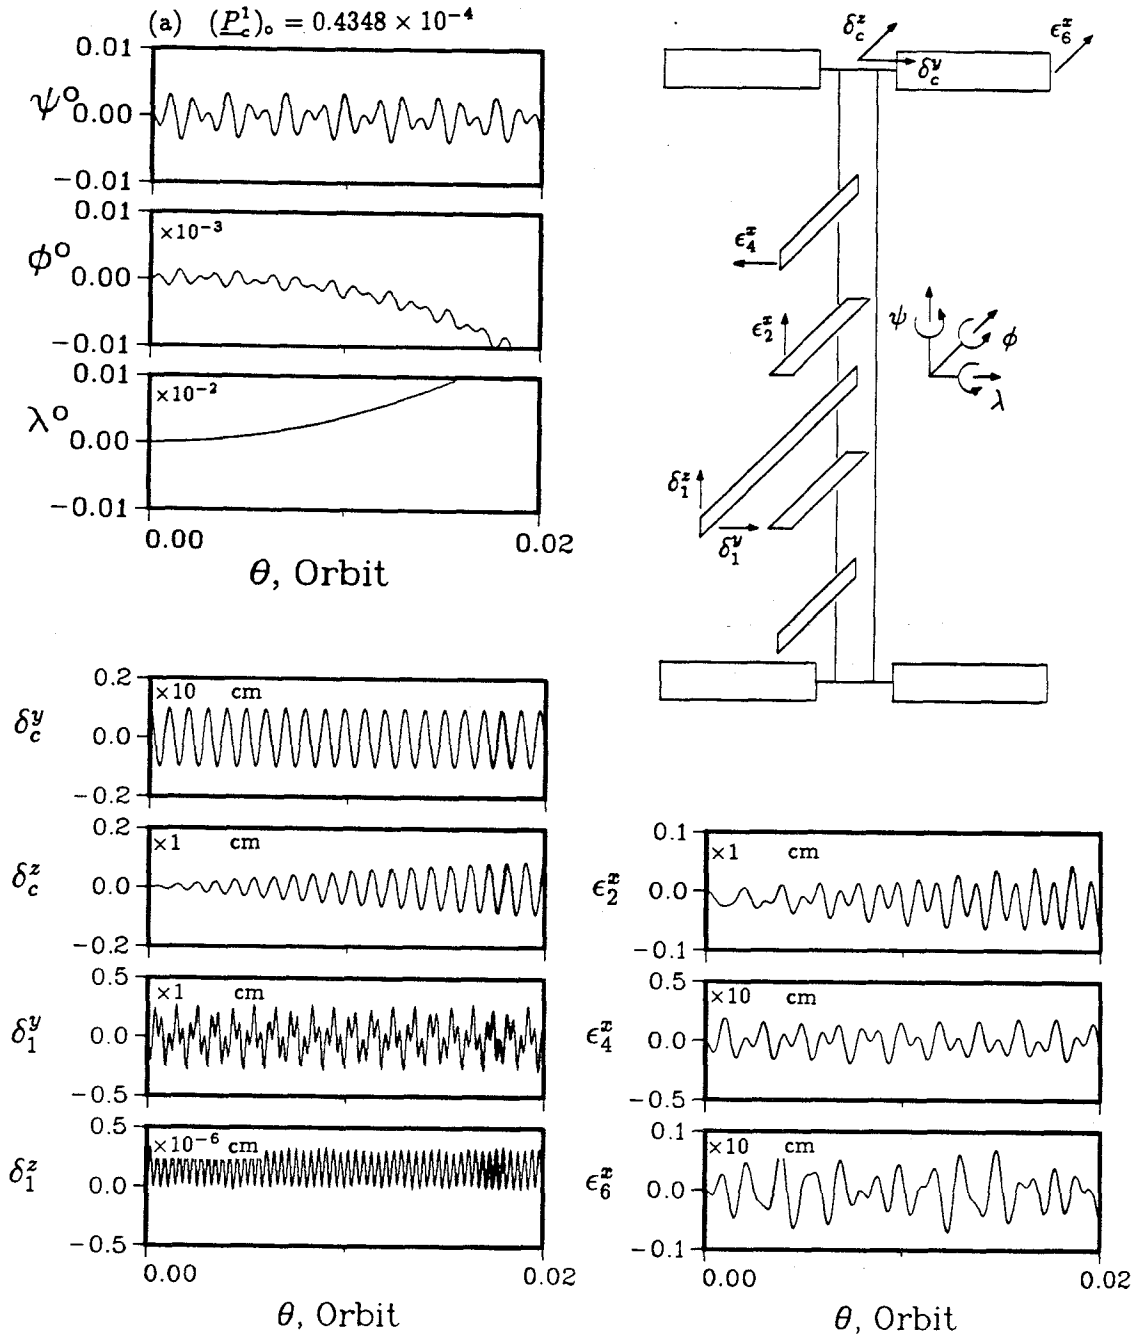 (a) (P_c^1)_o = 0.4348 × 10^-4
0.01
ψ° 0.00
−0.01
0.01
×10^-3
φ° 0.00
−0.01
0.01
×10^-2
λ° 0.00
−0.01
0.00 0.02
θ, Orbit
δ_c^z
ε_6^x
δ_c^y
ε_4^x
ε_2^x
ψ
φ
λ
δ_1^z
δ_1^y
0.2
×10 cm
δ_c^y 0.0
−0.2
0.2
×1 cm
δ_c^z 0.0
−0.2
0.5
×1 cm
δ_1^y 0.0
−0.5
0.5
×10^-6 cm
δ_1^z 0.0
−0.5
0.00 0.02
θ, Orbit
0.1
×1 cm
ε_2^x 0.0
−0.1
0.5
×10 cm
ε_4^x 0.0
−0.5
0.1
×10 cm
ε_6^x 0.0
−0.1
0.00 0.02
θ, Orbit